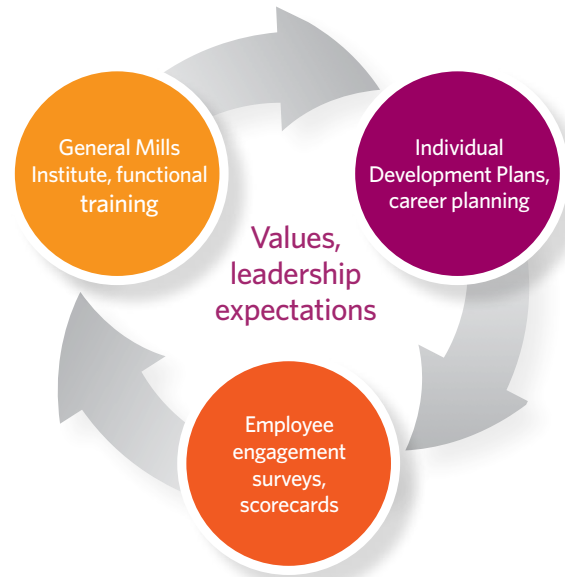 General Mills
Institute, functional
training
Individual
Development Plans,
career planning
Values,
leadership
expectations
Employee
engagement
surveys,
scorecards